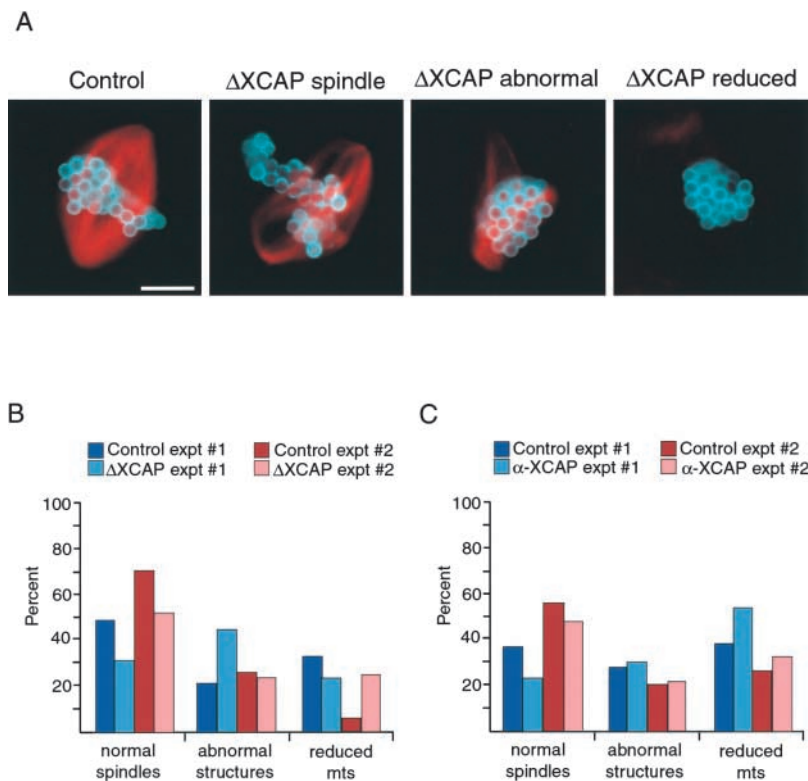 A
Control
ΔXCAP spindle
ΔXCAP abnormal
ΔXCAP reduced
B
Control expt #1
Control expt #2
ΔXCAP expt #1
ΔXCAP expt #2
100
80
60
40
20
Percent
normal spindles
abnormal structures
reduced mts
C
Control expt #1
Control expt #2
α-XCAP expt #1
α-XCAP expt #2
100
80
60
40
20
Percent
normal spindles
abnormal structures
reduced mts